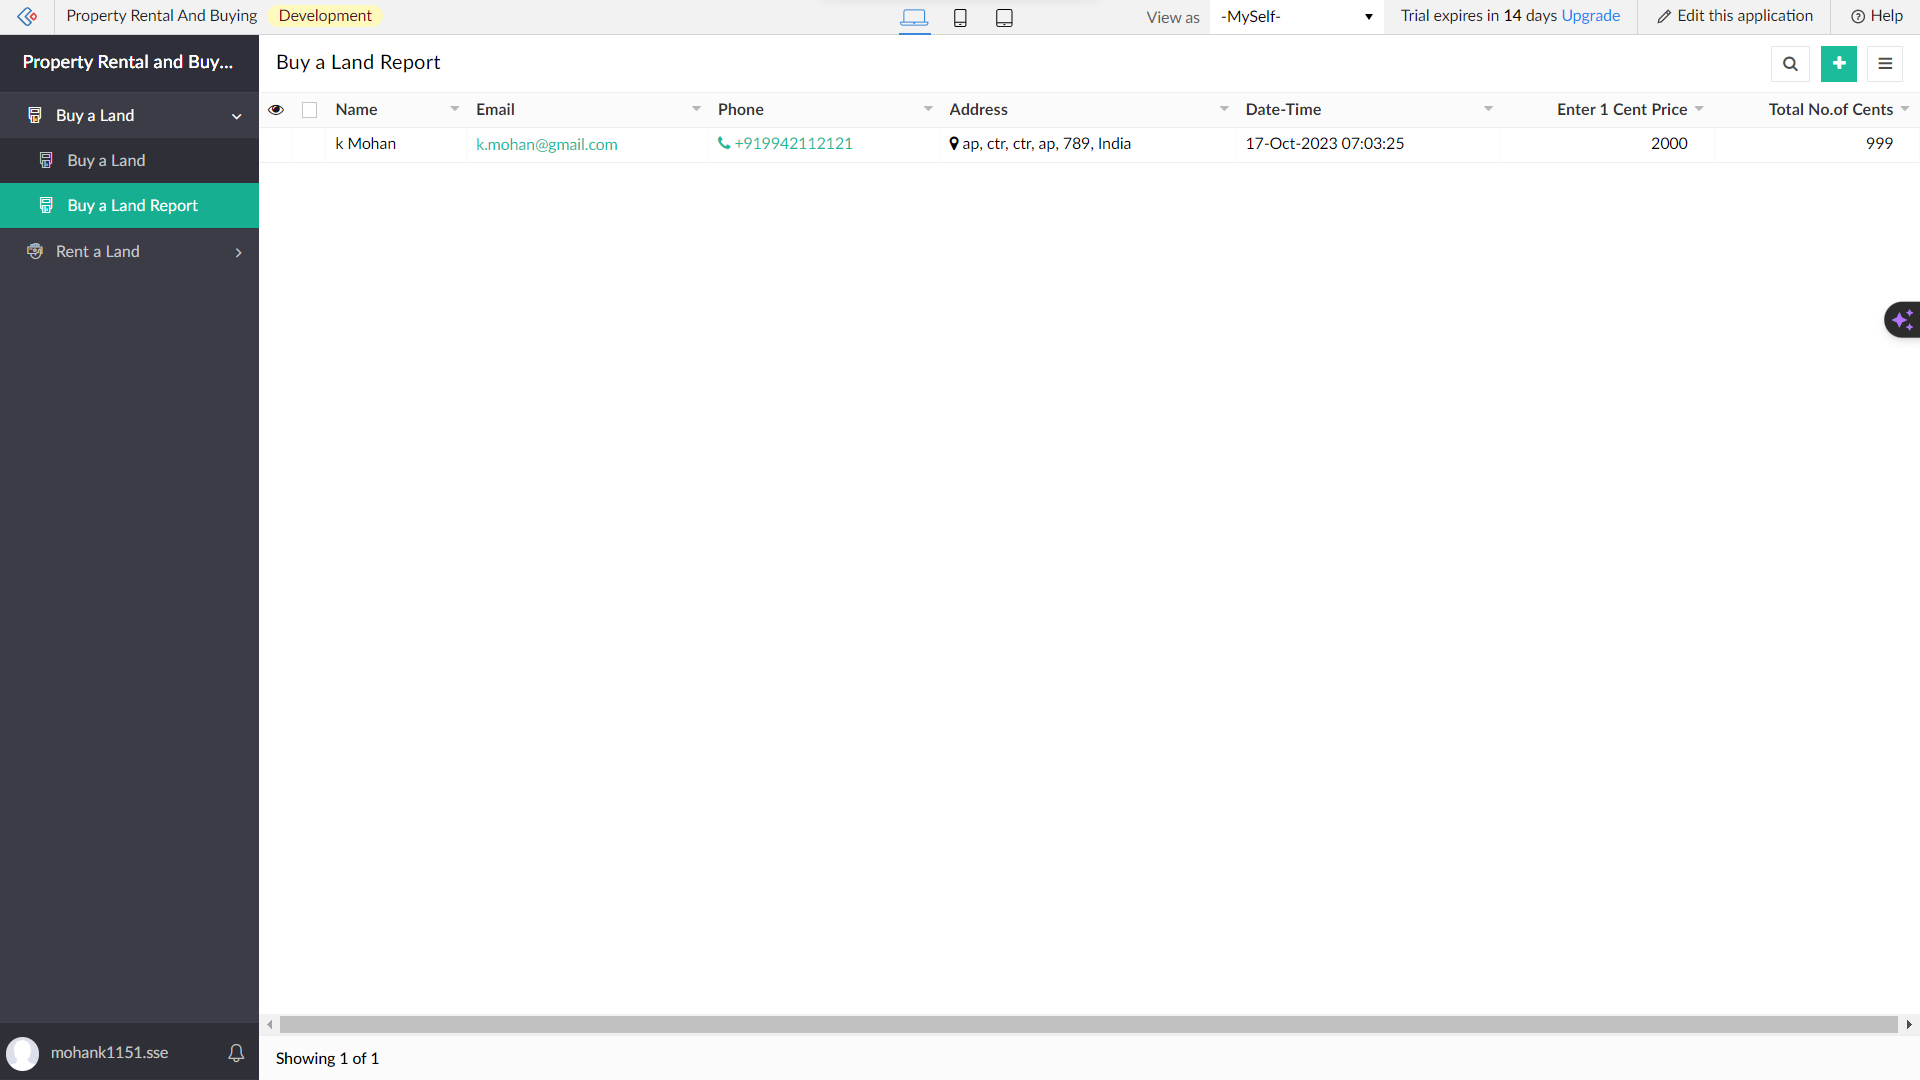 Property Rental And Buying Development View as -MySelf- Trial expires in 14 days Upgrade Edit this application Help
Property Rental and Buy...
Buy a Land
Buy a Land
Buy a Land Report
Rent a Land
mohank1151.sse
Buy a Land Report
Name Email Phone Address Date-Time Enter 1 Cent Price Total No.of Cents
k Mohan k.mohan@gmail.com +919942112121 ap, ctr, ctr, ap, 789, India 17-Oct-2023 07:03:25 2000 999
Showing 1 of 1